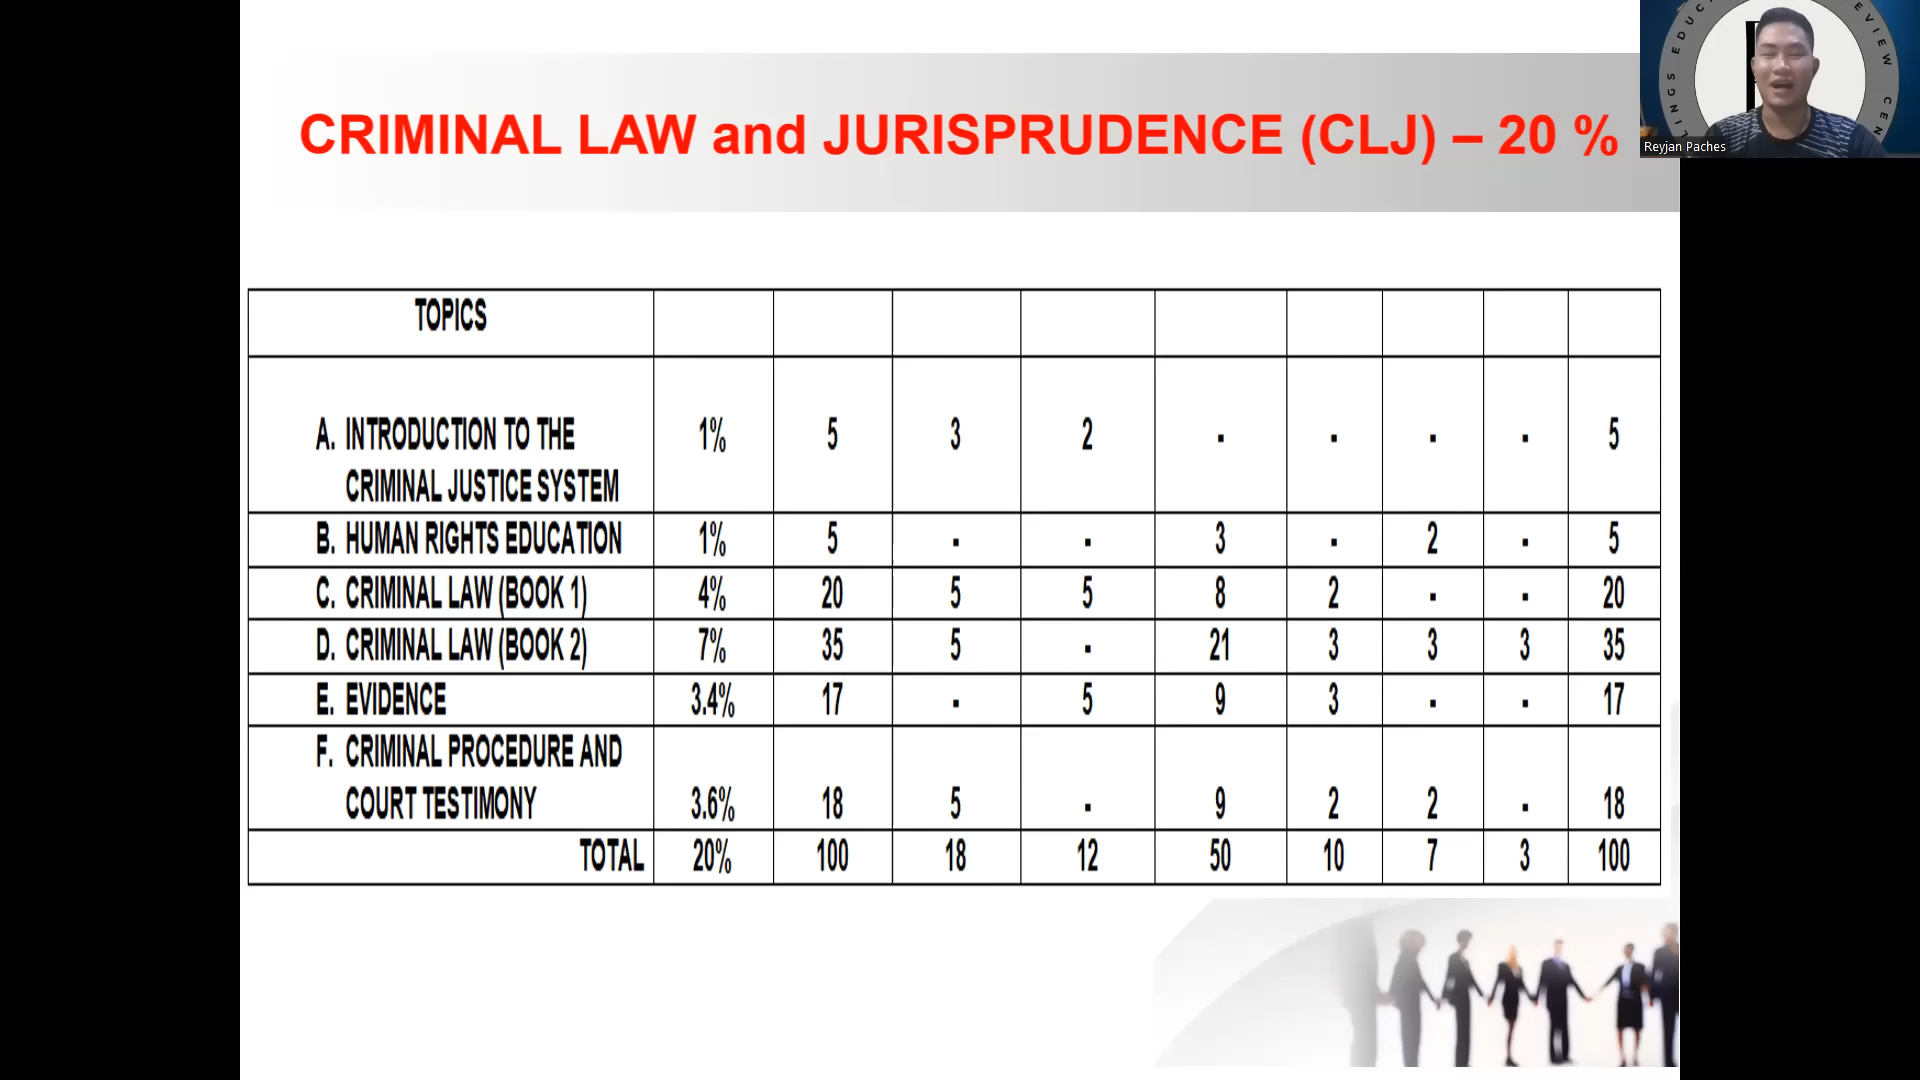 CRIMINAL LAW and JURISPRUDENCE (CLJ) – 20 %
Reyjan Paches
TOPICS
A. INTRODUCTION TO THE
CRIMINAL JUSTICE SYSTEM 1% 5 3 2 - - - - 5
B. HUMAN RIGHTS EDUCATION 1% 5 - - 3 - 2 - 5
C. CRIMINAL LAW (BOOK 1) 4% 20 5 5 8 2 - - 20
D. CRIMINAL LAW (BOOK 2) 7% 35 5 - 21 3 3 3 35
E. EVIDENCE 3.4% 17 - 5 9 3 - - 17
F. CRIMINAL PROCEDURE AND
COURT TESTIMONY 3.6% 18 5 - 9 2 2 - 18
TOTAL 20% 100 18 12 50 10 7 3 100